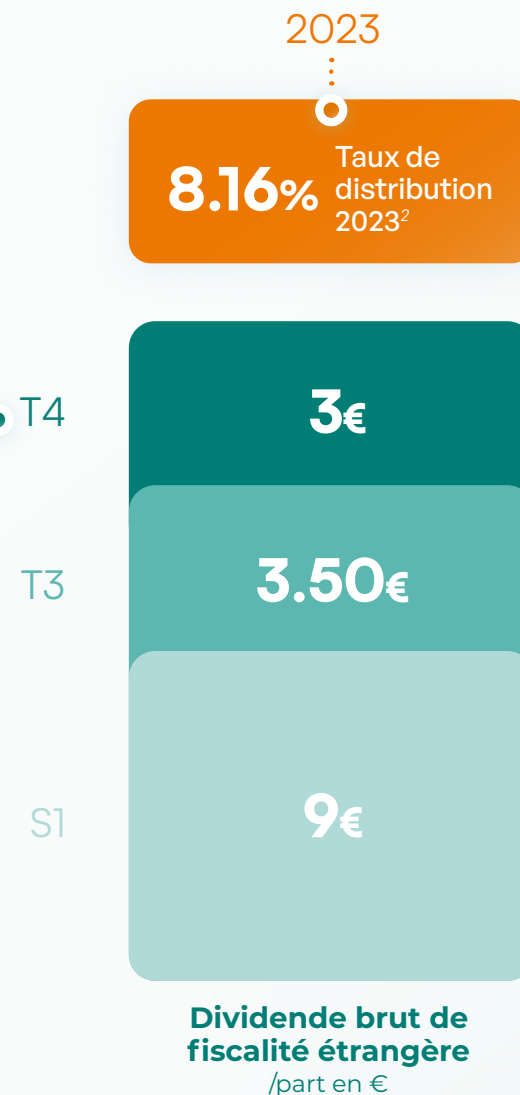 2023
8.16%
Taux de
distribution
2023²
T4
3€
T3
3.50€
S1
9€
Dividende brut de
fiscalité étrangère
/part en €